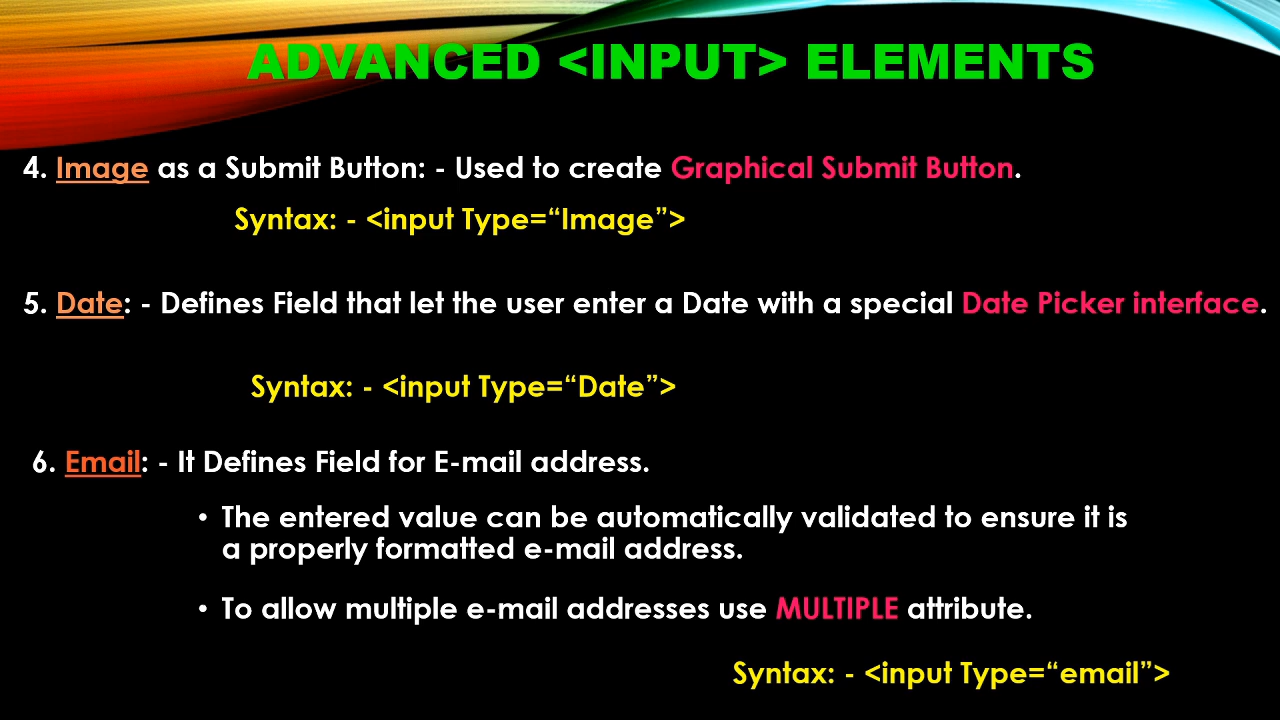 ADVANCED <INPUT> ELEMENTS
4. Image as a Submit Button: - Used to create Graphical Submit Button.
Syntax: - <input Type=“Image”>
5. Date: - Defines Field that let the user enter a Date with a special Date Picker interface.
Syntax: - <input Type=“Date”>
6. Email: - It Defines Field for E-mail address.
• The entered value can be automatically validated to ensure it is
a properly formatted e-mail address.
• To allow multiple e-mail addresses use MULTIPLE attribute.
Syntax: - <input Type=“email”>